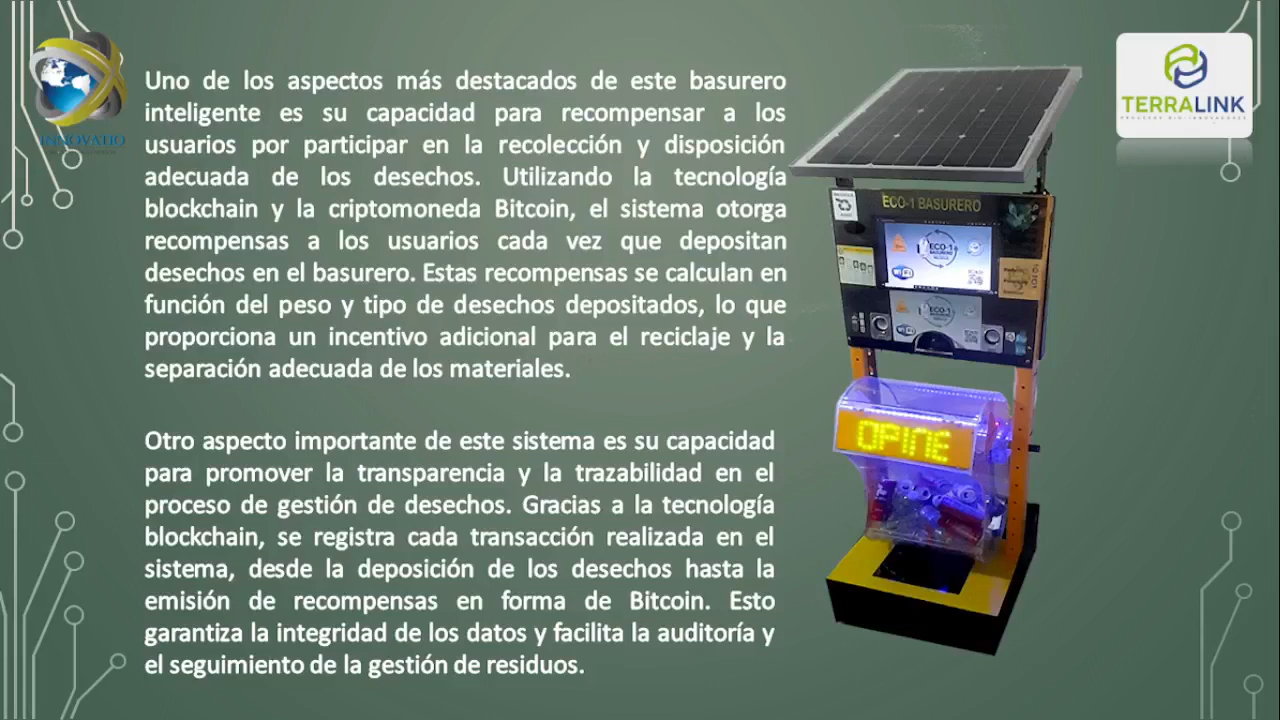 Uno de los aspectos más destacados de este basurero
inteligente es su capacidad para recompensar a los
usuarios por participar en la recolección y disposición
adecuada de los desechos. Utilizando la tecnología
blockchain y la criptomoneda Bitcoin, el sistema otorga
recompensas a los usuarios cada vez que depositan
desechos en el basurero. Estas recompensas se calculan en
función del peso y tipo de desechos depositados, lo que
proporciona un incentivo adicional para el reciclaje y la
separación adecuada de los materiales.
Otro aspecto importante de este sistema es su capacidad
para promover la transparencia y la trazabilidad en el
proceso de gestión de desechos. Gracias a la tecnología
blockchain, se registra cada transacción realizada en el
sistema, desde la deposición de los desechos hasta la
emisión de recompensas en forma de Bitcoin. Esto
garantiza la integridad de los datos y facilita la auditoría y
el seguimiento de la gestión de residuos.
INNOVATIO
TERRALINK
ECO-1 BASURERO
ECO-1
WiFi
ECO-1
WiFi
OPINE